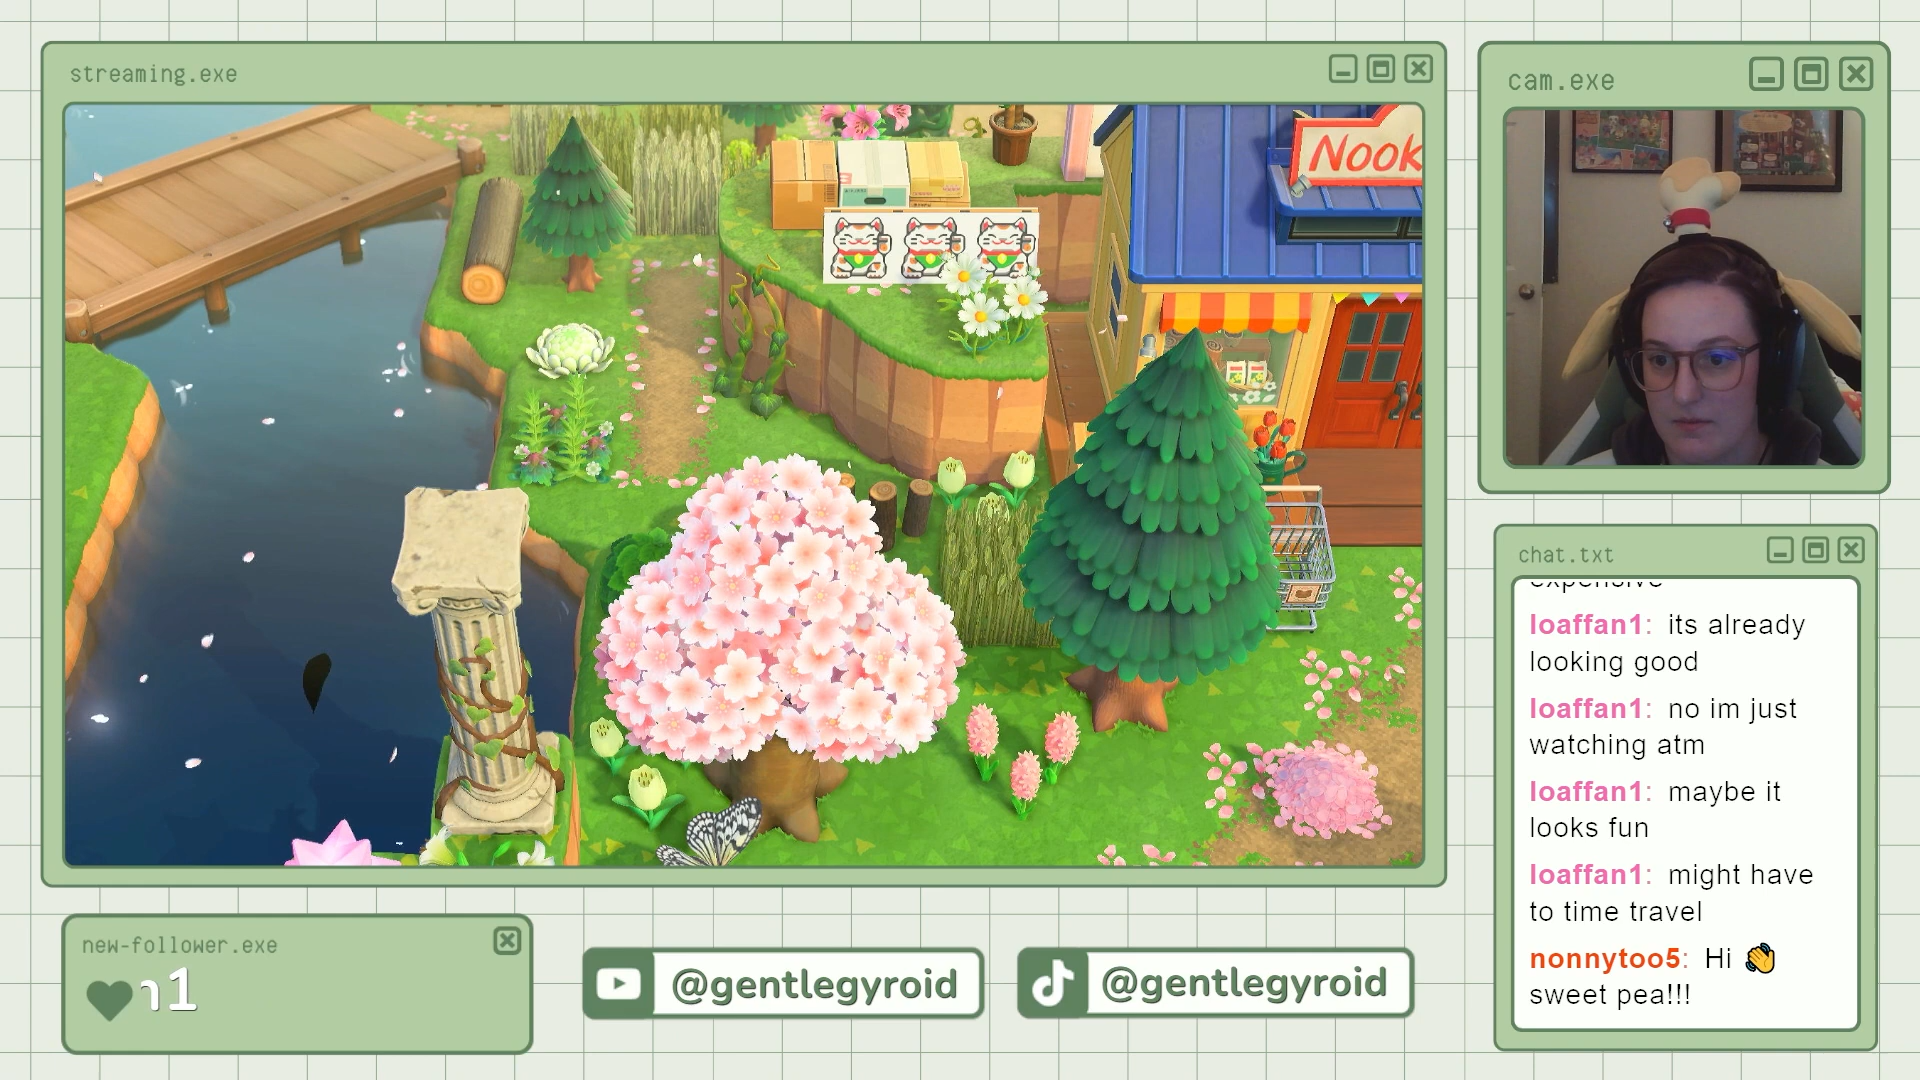 streaming.exe
Nook
cam.exe
chat.txt
expensive
loaffan1: its already
looking good
loaffan1: no im just
watching atm
loaffan1: maybe it
looks fun
loaffan1: might have
to time travel
nonnytoo5: Hi 👋
sweet pea!!!
new-follower.exe
@gentlegyroid
@gentlegyroid